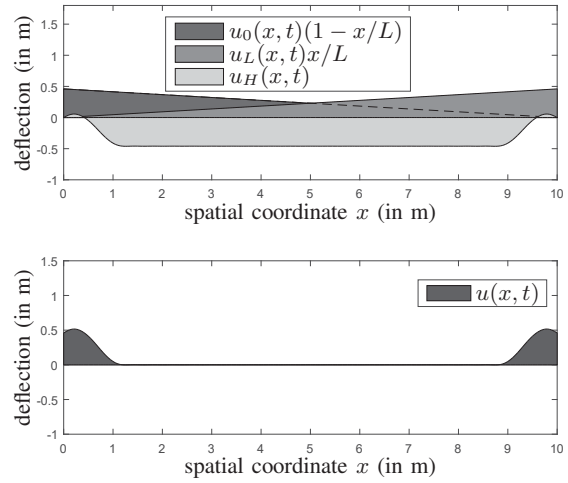 u₀(x,t)(1 − x/L)
u_L(x,t)x/L
u_H(x,t)
deflection (in m)
1.5
1
0.5
0
-0.5
-1
0 1 2 3 4 5 6 7 8 9 10
spatial coordinate x (in m)
u(x,t)
deflection (in m)
1.5
1
0.5
0
-0.5
-1
0 1 2 3 4 5 6 7 8 9 10
spatial coordinate x (in m)